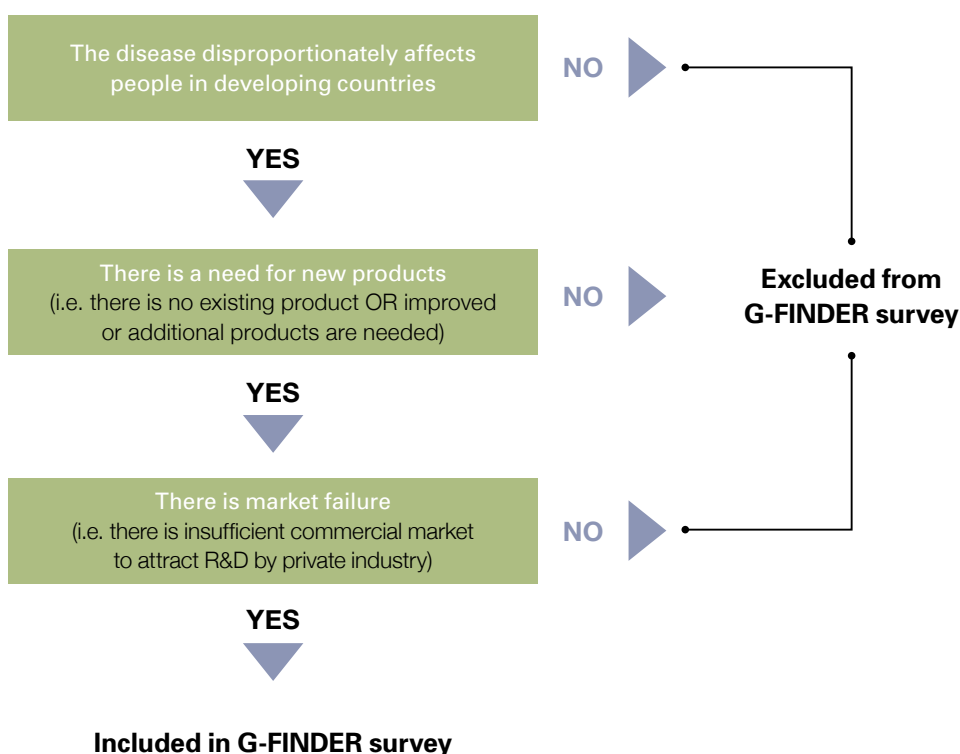 The disease disproportionately affects
people in developing countries
NO
YES
There is a need for new products
(i.e. there is no existing product OR improved
or additional products are needed)
NO
Excluded from
G-FINDER survey
YES
There is market failure
(i.e. there is insufficient commercial market
to attract R&D by private industry)
NO
YES
Included in G-FINDER survey